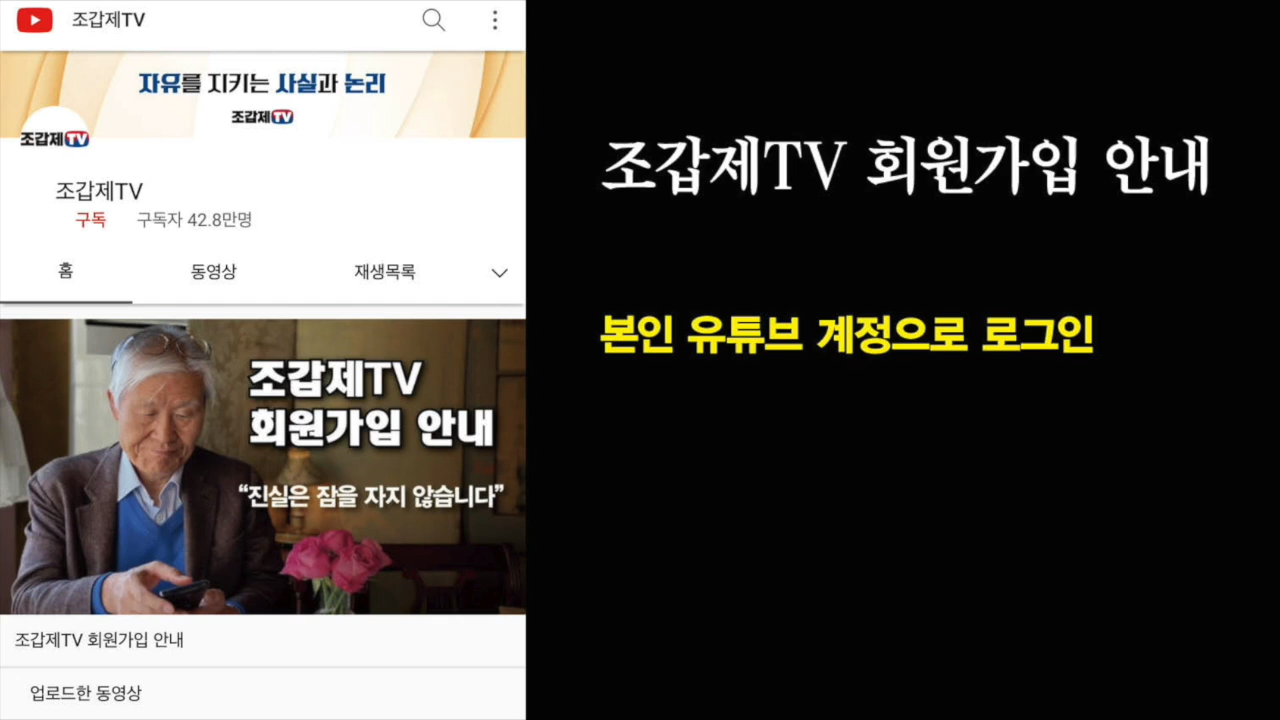 조갑제TV
자유를 지키는 사실과 논리
조갑제TV
조갑제TV
조갑제TV
구독 구독자 42.8만명
홈 동영상 재생목록
조갑제TV
회원가입 안내
“진실은 잠을 자지 않습니다”
조갑제TV 회원가입 안내
업로드한 동영상
조갑제TV 회원가입 안내
본인 유튜브 계정으로 로그인